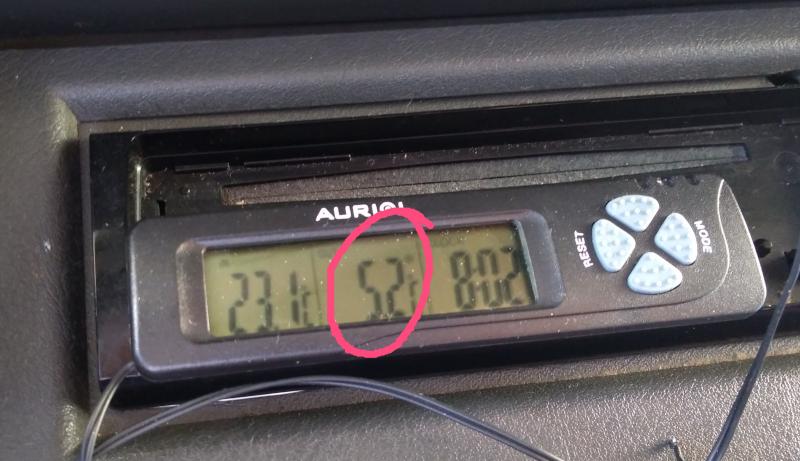 AURIOL
23.1°C 5.2°C 8:02
RESET
MODE